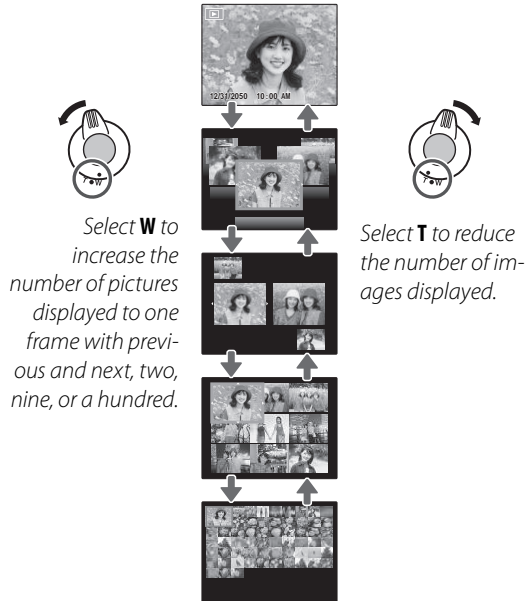 12/31/2050 10:00 AM
Select W to
increase the
number of pictures
displayed to one
frame with previ-
ous and next, two,
nine, or a hundred.
Select T to reduce
the number of im-
ages displayed.